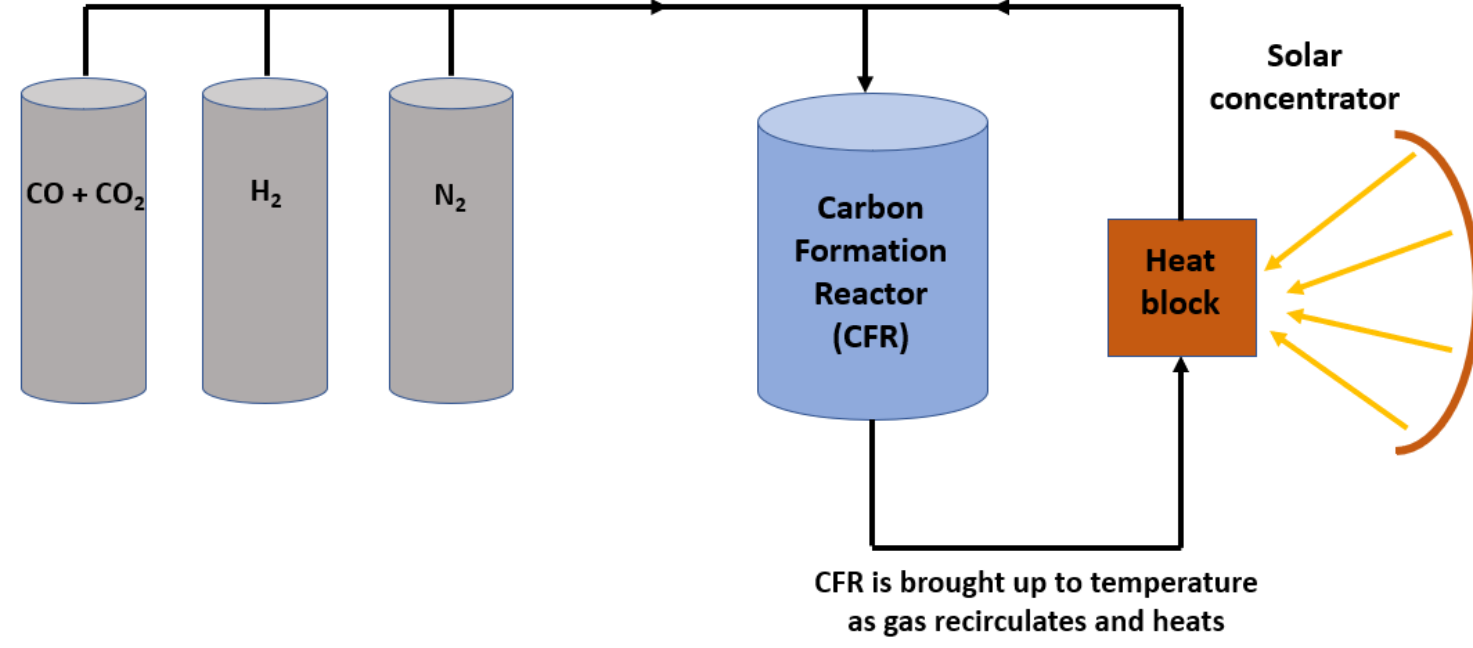 CO + CO₂
H₂
N₂
Carbon
Formation
Reactor
(CFR)
Heat
block
Solar
concentrator
CFR is brought up to temperature
as gas recirculates and heats